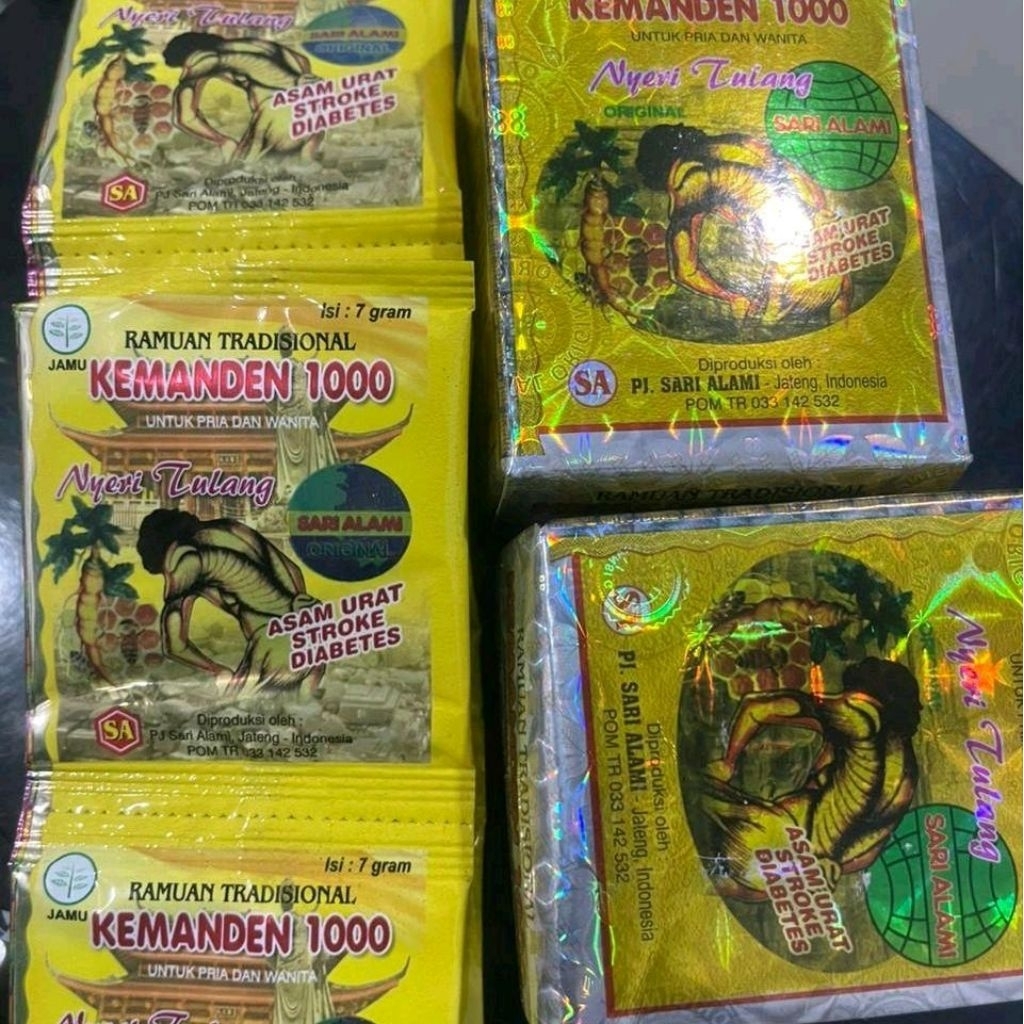 Nyeri Tulang
SARI ALAMI
ORIGINAL
ASAM URAT
STROKE
DIABETES
SA
Diproduksi oleh
PJ Sari Alami, Jateng - Indonesia
POM TR 033 142 532
Isi : 7 gram
JAMU
RAMUAN TRADISIONAL
KEMANDEN 1000
UNTUK PRIA DAN WANITA
Nyeri Tulang
SARI ALAMI
ORIGINAL
ASAM URAT
STROKE
DIABETES
SA
Diproduksi oleh :
PJ Sari Alami, Jateng - Indonesia
POM TR 033 142 532
Isi : 7 gram
JAMU
RAMUAN TRADISIONAL
KEMANDEN 1000
UNTUK PRIA DAN WANITA
KEMANDEN 1000
UNTUK PRIA DAN WANITA
Nyeri Tulang
ORIGINAL
SARI ALAMI
ASAM URAT
STROKE
DIABETES
SA
Diproduksi oleh :
PJ. SARI ALAMI - Jateng, Indonesia
POM TR 033 142 532
RAMUAN TRADISIONAL
Nyeri Tulang
SARI ALAMI
ASAM URAT
STROKE
DIABETES
Diproduksi oleh :
PJ. SARI ALAMI - Jateng, Indonesia
POM TR 033 142 532
RAMUAN TRADISIONAL